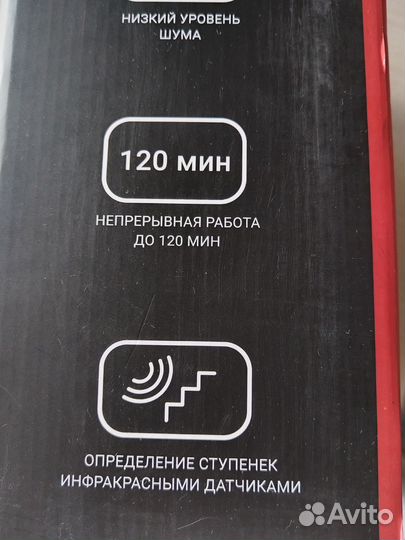 НИЗКИЙ УРОВЕНЬ
ШУМА
120 МИН
НЕПРЕРЫВНАЯ РАБОТА
ДО 120 МИН
ОПРЕДЕЛЕНИЕ СТУПЕНЕК
ИНФРАКРАСНЫМИ ДАТЧИКАМИ
Avito